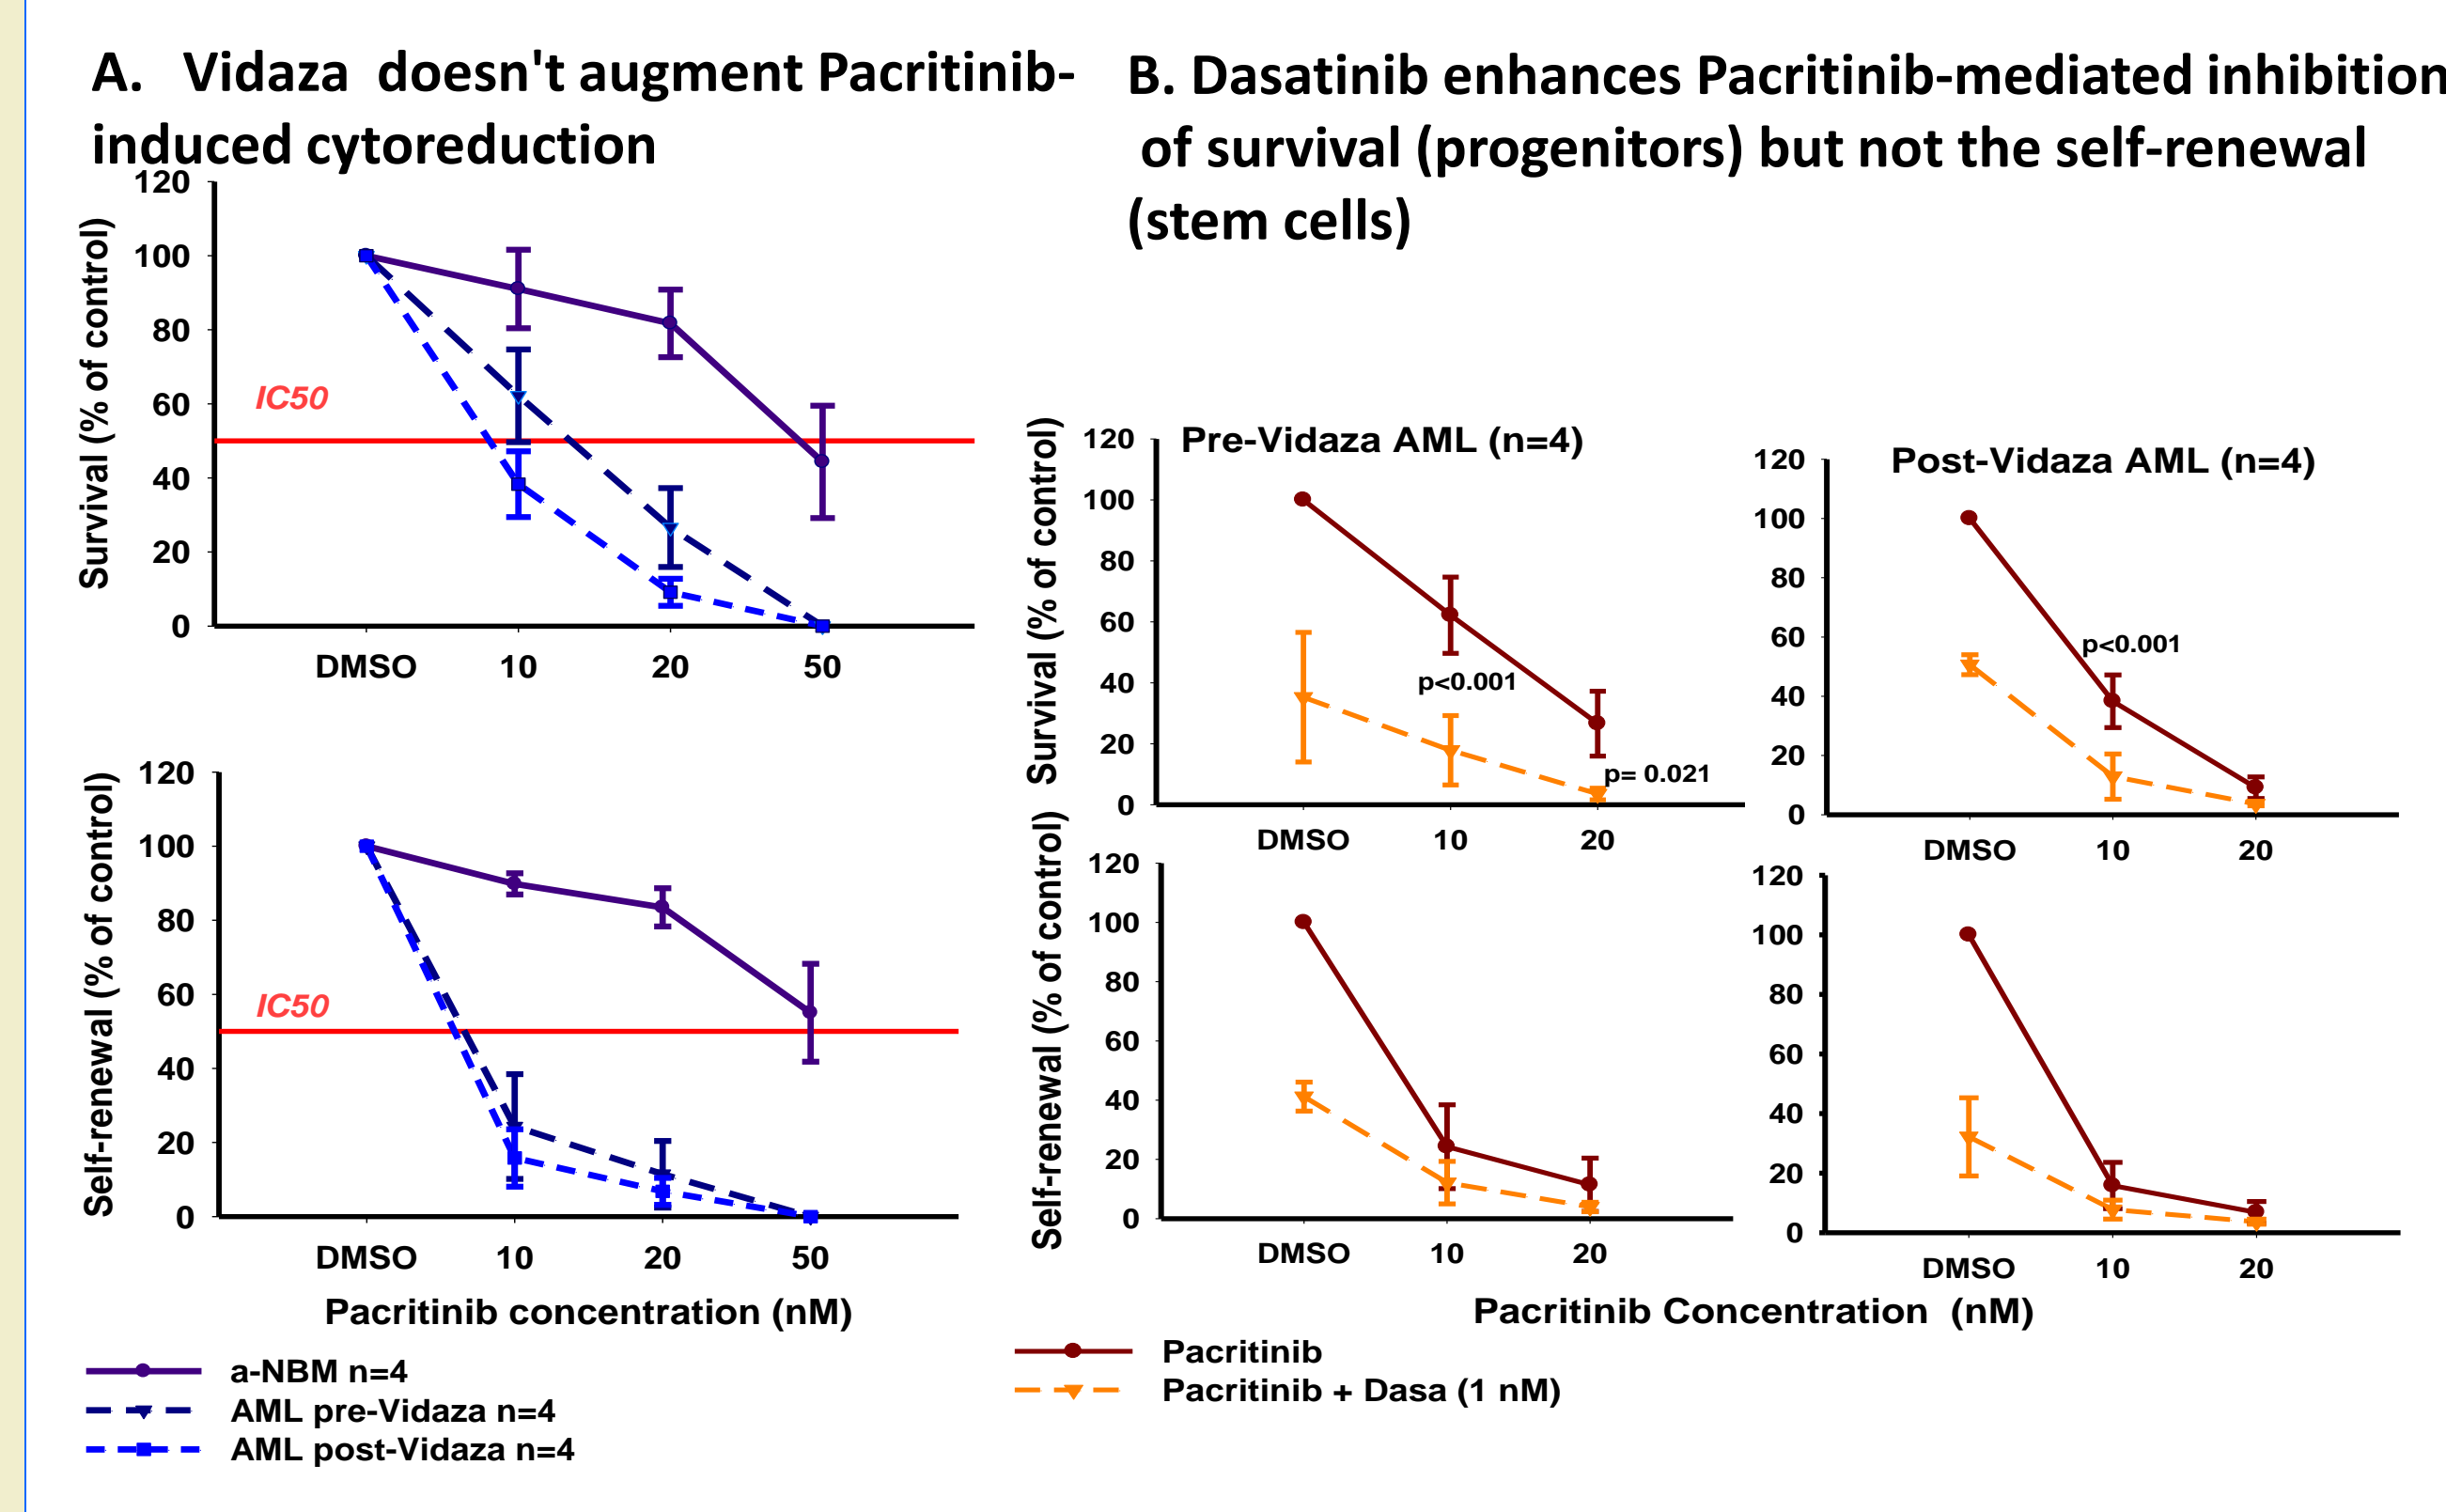 A. Vidaza doesn't augment Pacritinib-
induced cytoreduction
120
100
80
60
40
20
0
Survival (% of control)
IC50
DMSO 10 20 50
120
100
80
60
40
20
0
Self-renewal (% of control)
IC50
DMSO 10 20 50
Pacritinib concentration (nM)
a-NBM n=4
AML pre-Vidaza n=4
AML post-Vidaza n=4
B. Dasatinib enhances Pacritinib-mediated inhibition
of survival (progenitors) but not the self-renewal
(stem cells)
Pre-Vidaza AML (n=4)
120
100
80
60
40
20
0
Survival (% of control)
p<0.001
p= 0.021
DMSO 10 20
Post-Vidaza AML (n=4)
120
100
80
60
40
20
0
p<0.001
DMSO 10 20
120
100
80
60
40
20
0
Self-renewal (% of control)
DMSO 10 20
120
100
80
60
40
20
0
DMSO 10 20
Pacritinib Concentration (nM)
Pacritinib
Pacritinib + Dasa (1 nM)